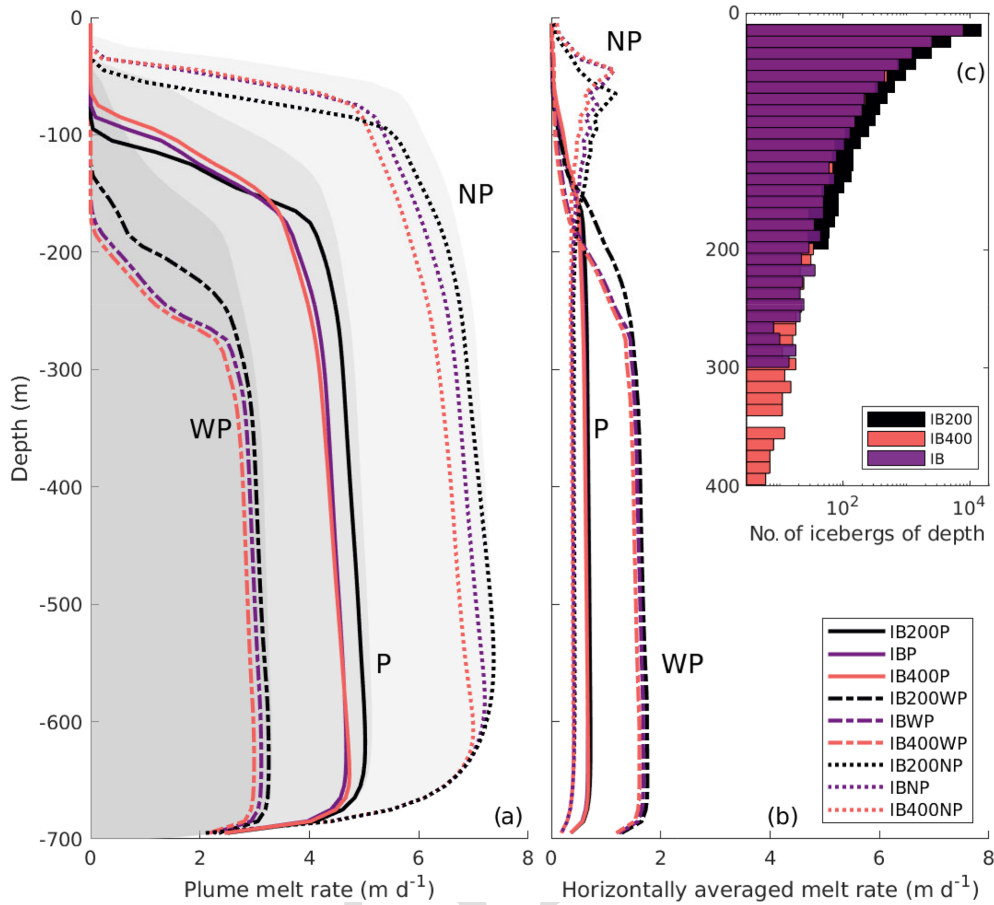 0
-100
-200
-300
-400
-500
-600
-700
Depth (m)
0
2
4
6
8
Plume melt rate (m d-1)
NP
WP
P
(a)
0
2
4
6
8
Horizontally averaged melt rate (m d-1)
NP
P
WP
(b)
0
100
200
300
400
10²
10⁴
No. of icebergs of depth
(c)
IB200
IB400
IB
IB200P
IBP
IB400P
IB200WP
IBWP
IB400WP
IB200NP
IBNP
IB400NP